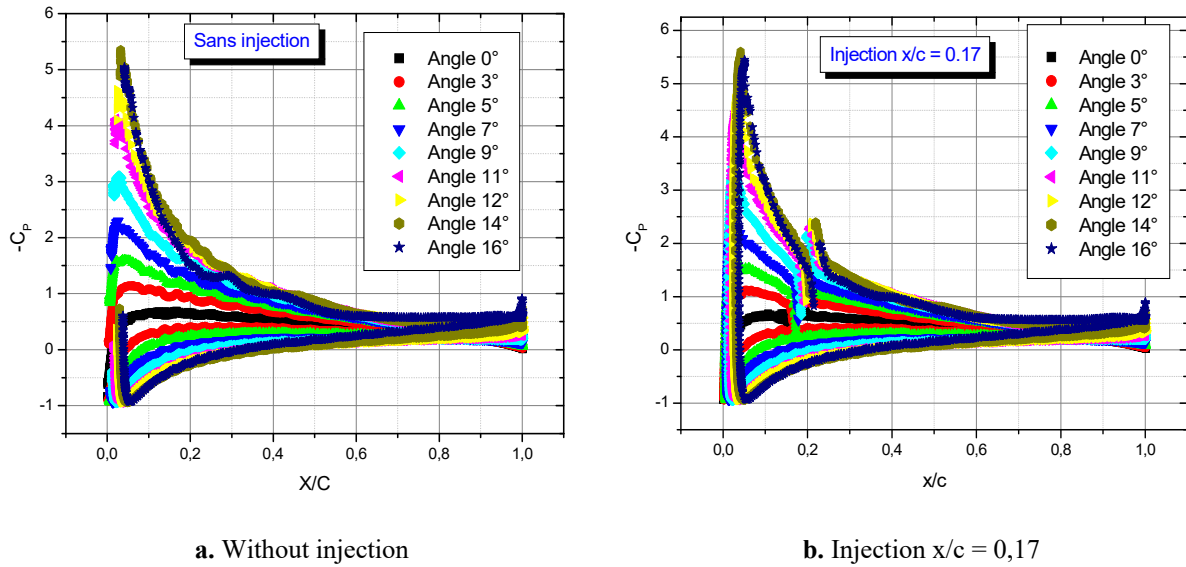 Sans injection
Angle 0°
Angle 3°
Angle 5°
Angle 7°
Angle 9°
Angle 11°
Angle 12°
Angle 14°
Angle 16°
6
5
4
3
2
1
0
-1
-CP
0,0 0,2 0,4 0,6 0,8 1,0
X/C
a. Without injection
Injection x/c = 0.17
Angle 0°
Angle 3°
Angle 5°
Angle 7°
Angle 9°
Angle 11°
Angle 12°
Angle 14°
Angle 16°
6
5
4
3
2
1
0
-1
-CP
0,0 0,2 0,4 0,6 0,8 1,0
x/c
b. Injection x/c = 0,17